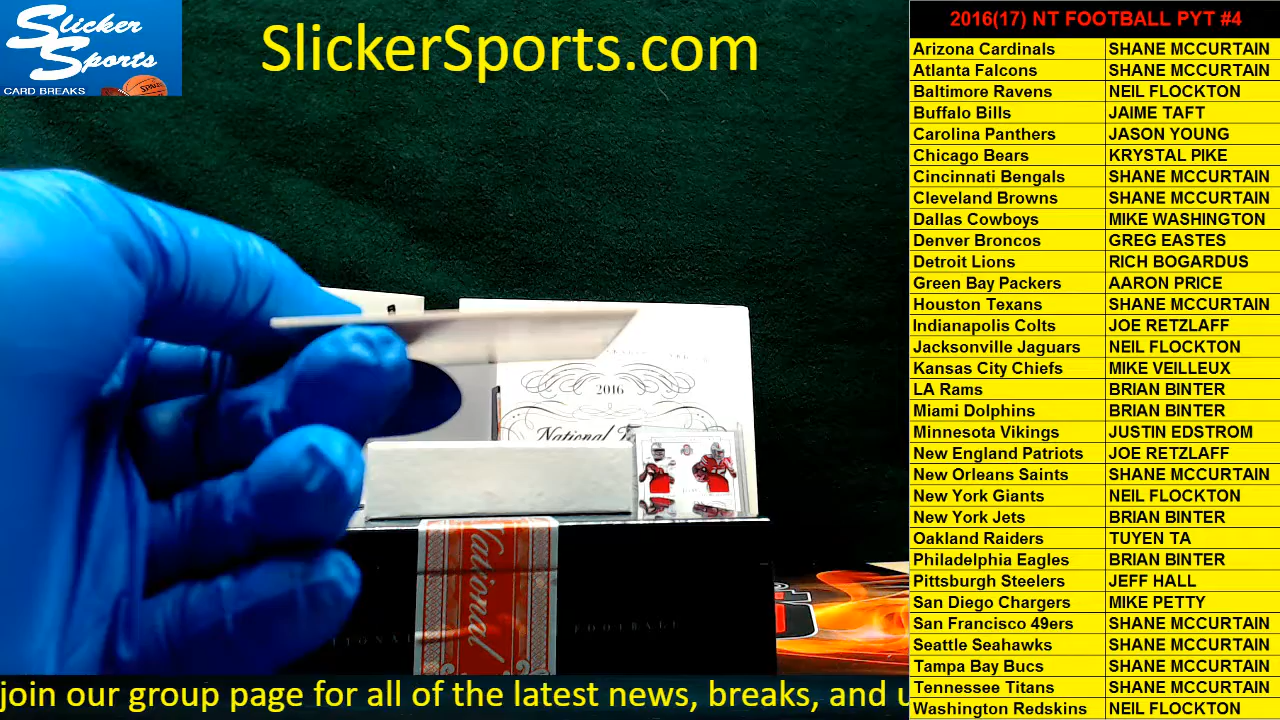 Slicker
Sports
CARD BREAKS
SPALDING
SlickerSports.com
2016
National
National
FOOTBALL
join our group page for all of the latest news, breaks, and u
2016(17) NT FOOTBALL PYT #4
Arizona Cardinals SHANE MCCURTAIN
Atlanta Falcons SHANE MCCURTAIN
Baltimore Ravens NEIL FLOCKTON
Buffalo Bills JAIME TAFT
Carolina Panthers JASON YOUNG
Chicago Bears KRYSTAL PIKE
Cincinnati Bengals SHANE MCCURTAIN
Cleveland Browns SHANE MCCURTAIN
Dallas Cowboys MIKE WASHINGTON
Denver Broncos GREG EASTES
Detroit Lions RICH BOGARDUS
Green Bay Packers AARON PRICE
Houston Texans SHANE MCCURTAIN
Indianapolis Colts JOE RETZLAFF
Jacksonville Jaguars NEIL FLOCKTON
Kansas City Chiefs MIKE VEILLEUX
LA Rams BRIAN BINTER
Miami Dolphins BRIAN BINTER
Minnesota Vikings JUSTIN EDSTROM
New England Patriots JOE RETZLAFF
New Orleans Saints SHANE MCCURTAIN
New York Giants NEIL FLOCKTON
New York Jets BRIAN BINTER
Oakland Raiders TUYEN TA
Philadelphia Eagles BRIAN BINTER
Pittsburgh Steelers JEFF HALL
San Diego Chargers MIKE PETTY
San Francisco 49ers SHANE MCCURTAIN
Seattle Seahawks SHANE MCCURTAIN
Tampa Bay Bucs SHANE MCCURTAIN
Tennessee Titans SHANE MCCURTAIN
Washington Redskins NEIL FLOCKTON